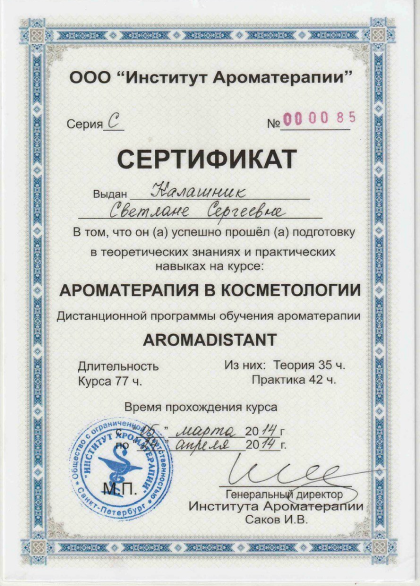 ООО “Институт Ароматерапии”
Серия С №000085
СЕРТИФИКАТ
Выдан Калашник
Светлане Сергеевне
В том, что он (а) успешно прошёл (а) подготовку
в теоретических знаниях и практических
навыках на курсе:
АРОМАТЕРАПИЯ В КОСМЕТОЛОГИИ
Дистанционной программы обучения ароматерапии
AROMADISTANT
Длительность Из них: Теория 35 ч.
Курса 77 ч. Практика 42 ч.
Время прохождения курса
с " марта 2014 г
по апреля 2014 г.
Общество с ограниченной ответственностью
"ИНСТИТУТ АРОМАТЕРАПИИ"
Санкт-Петербург
М.П.
Генеральный директор
Института Ароматерапии
Саков И.В.